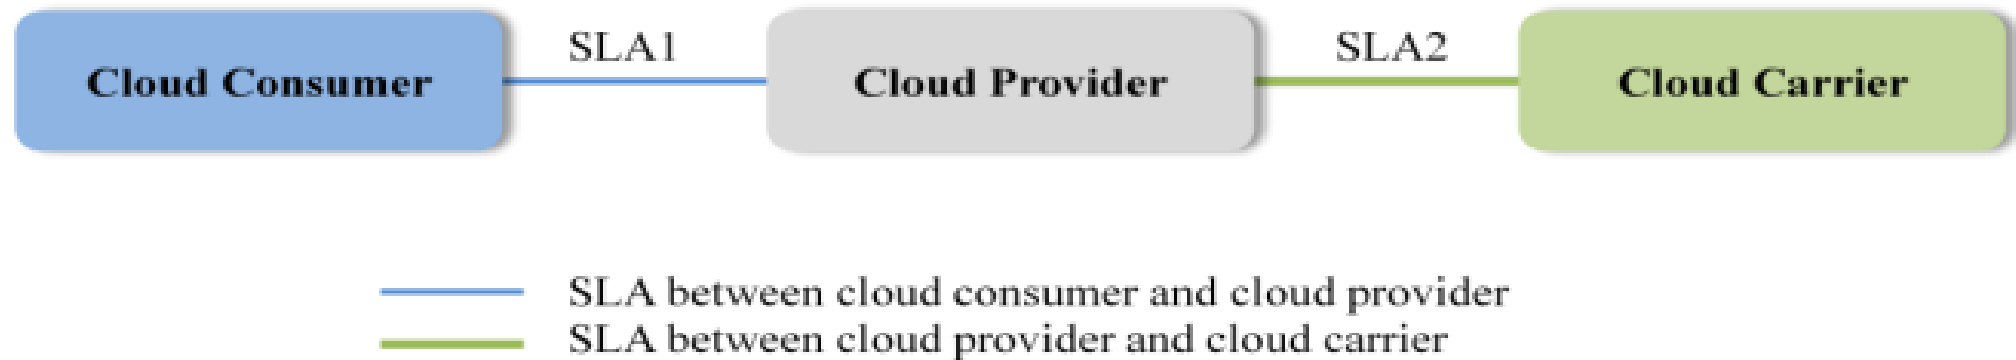 SLA1
SLA2
Cloud Consumer
Cloud Provider
Cloud Carrier
SLA between cloud consumer and cloud provider
SLA between cloud provider and cloud carrier